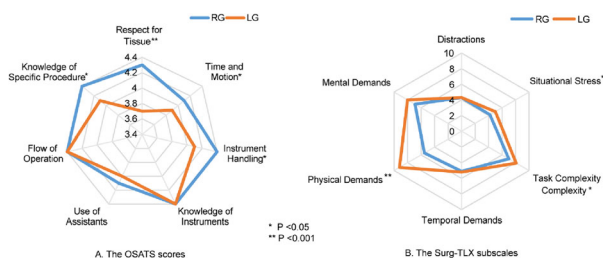 RG LG
Respect for
Tissue**
Knowledge of
Specific Procedure*
Time and
Motion*
4.4
4.2
4
3.8
3.6
3.4
Flow of
Operation
Instrument
Handling*
Use of
Assistants
Knowledge of
Instruments
A. The OSATS scores
* P <0.05
** P <0.001
RG LG
Distractions
10
8
6
4
2
0
Mental Demands
Situational Stress*
Physical Demands **
Task Complexity
Complexity *
Temporal Demands
B. The Surg-TLX subscales